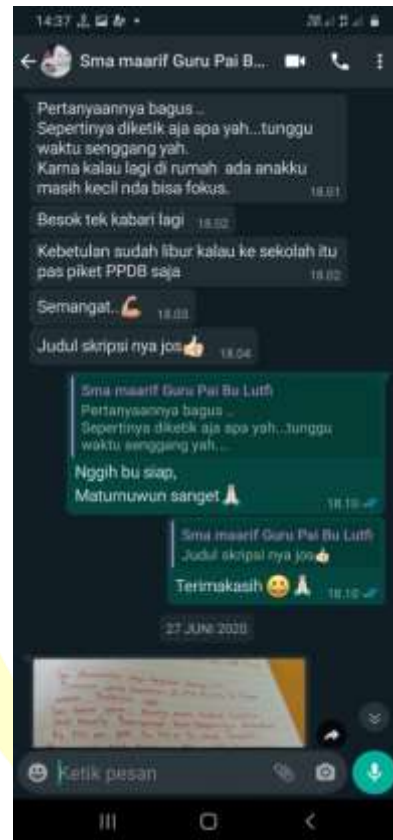 14:37
Sma maarif Guru Pai B...
Pertanyaannya bagus ..
Sepertinya diketik aja apa yah...tunggu
waktu senggang yah.
Karna kalau lagi di rumah ada anakku
masih kecil nda bisa fokus.
18.01
Besok tek kabari lagi 18.02
Kebetulan sudah libur kalau ke sekolah itu
pas piket PPDB saja
18.02
Semangat..💪 18.03
Judul skripsi nya jos👍 18.04
Sma maarif Guru Pai Bu Lutfi
Pertanyaannya bagus ..
Sepertinya diketik aja apa yah...tunggu
waktu senggang yah....
Nggih bu siap,
Maturnuwun sanget 🙏
18.10
Sma maarif Guru Pai Bu Lutfi
Judul skripsi nya jos👍
Terimakasih 😀 🙏 18.10
27 JUNI 2020
Ketik pesan